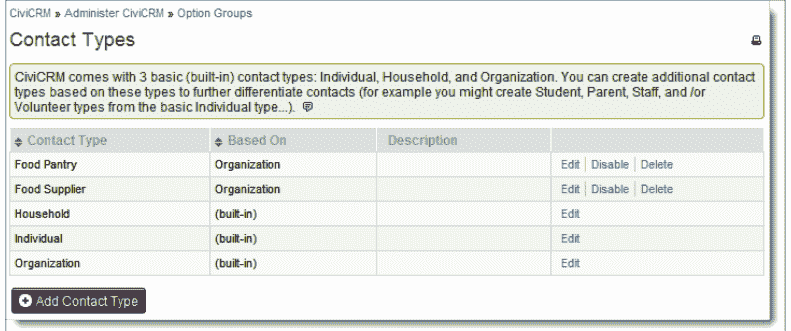 CiviCRM » Administer CiviCRM » Option Groups
Contact Types
CiviCRM comes with 3 basic (built-in) contact types: Individual, Household, and Organization. You can create additional contact
types based on these types to further differentiate contacts (for example you might create Student, Parent, Staff, and /or
Volunteer types from the basic Individual type...).
Contact Type Based On Description
Food Pantry Organization Edit | Disable | Delete
Food Supplier Organization Edit | Disable | Delete
Household (built-in) Edit
Individual (built-in) Edit
Organization (built-in) Edit
Add Contact Type